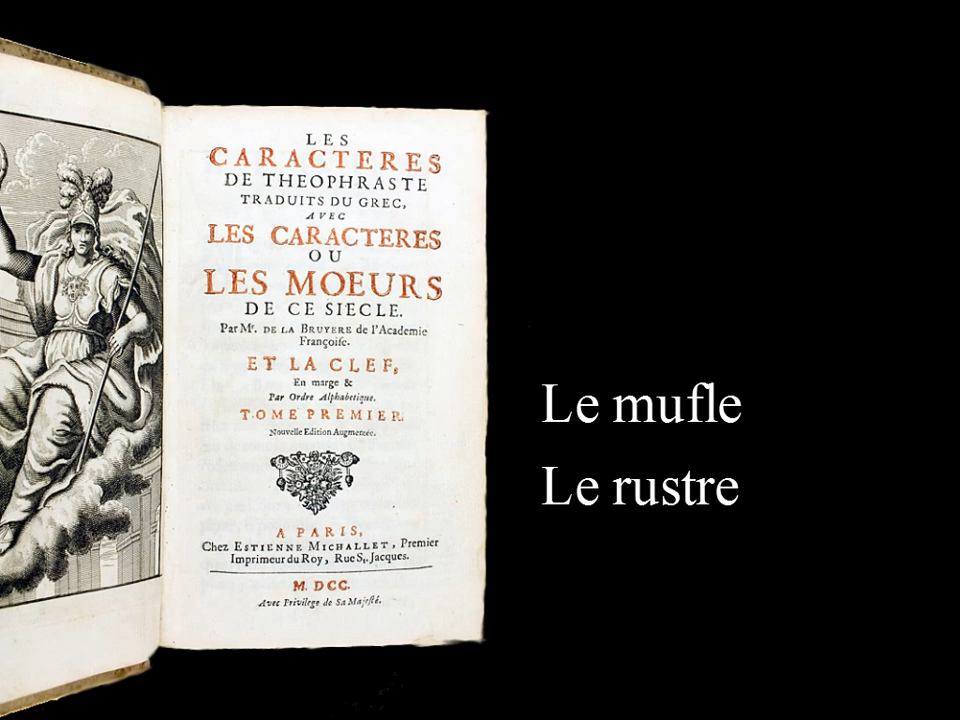 LES
CARACTERES
DE THEOPHRASTE
TRADUITS DU GREC,
AVEC
LES CARACTERES
OU
LES MOEURS
DE CE SIECLE.
Par Mr. DE LA BRUYERE de l'Academie
Françoise.
ET LA CLEF,
En marge &
Par Ordre Alphabetique.
TOME PREMIER.
Nouvelle Edition Augmentée.
A PARIS,
Chez ESTIENNE MICHALLET, Premier
Imprimeur du Roy, Rue S. Jacques.
M. DCC.
Avec Privilege de Sa Majesté.
Le mufle
Le rustre